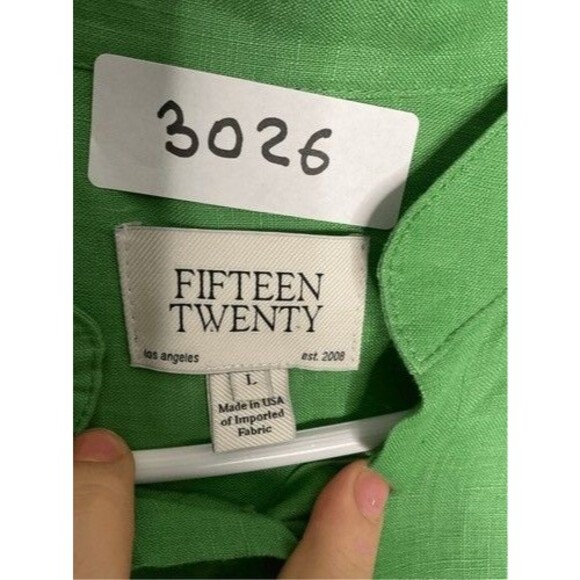 3026
FIFTEEN
TWENTY
los angeles est. 2008
L
Made in USA
of Imported
Fabric